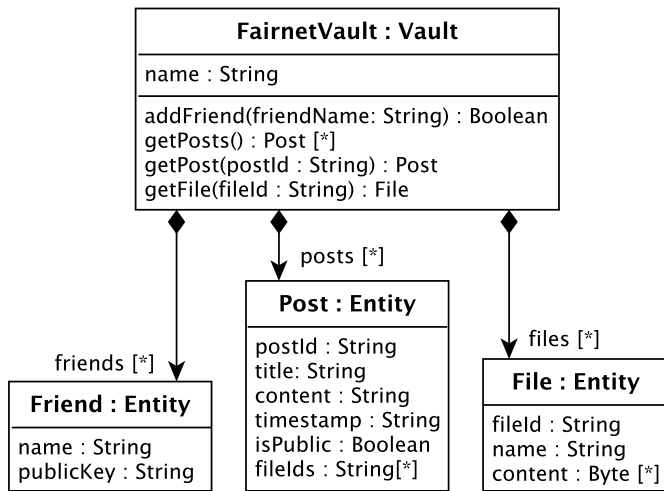 FairnetVault : Vault
name : String
addFriend(friendName: String) : Boolean
getPosts() : Post [*]
getPost(postId : String) : Post
getFile(fileId : String) : File
friends [*]
Friend : Entity
name : String
publicKey : String
posts [*]
Post : Entity
postId : String
title: String
content : String
timestamp : String
isPublic : Boolean
fileIds : String[*]
files [*]
File : Entity
fileId : String
name : String
content : Byte [*]